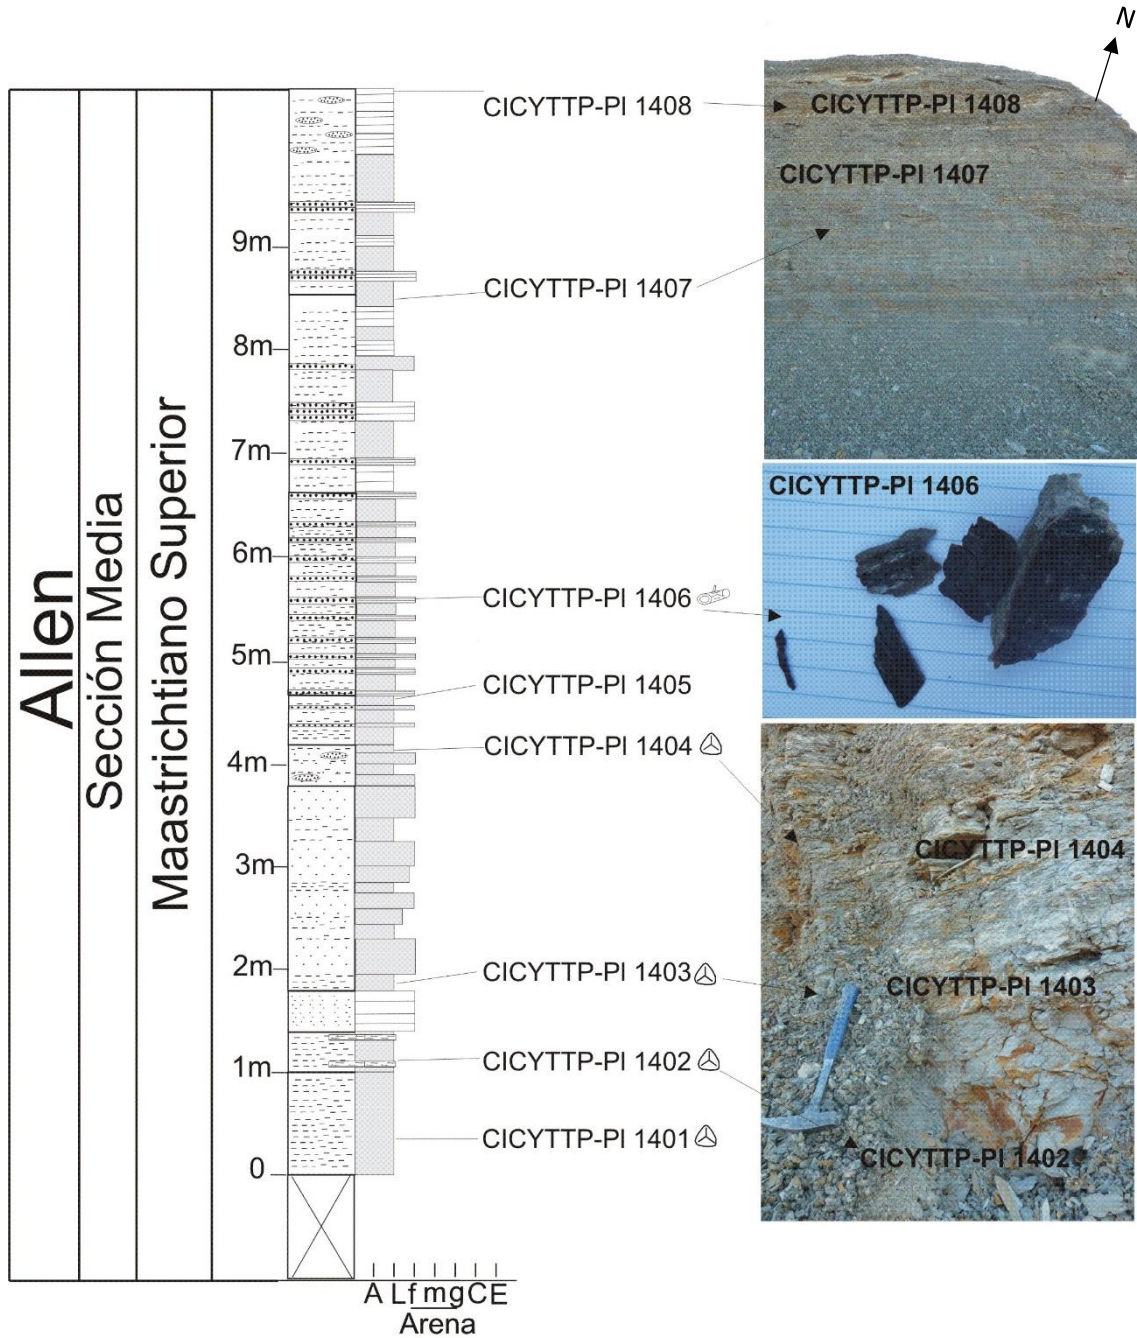 N
Allen
Sección Media
Maastrichtiano Superior
9m
8m
7m
6m
5m
4m
3m
2m
1m
0
CICYTTP-PI 1408
CICYTTP-PI 1407
CICYTTP-PI 1406
CICYTTP-PI 1405
CICYTTP-PI 1404
CICYTTP-PI 1403
CICYTTP-PI 1402
CICYTTP-PI 1401
A L f m g C E
Arena
CICYTTP-PI 1408
CICYTTP-PI 1407
CICYTTP-PI 1406
CICYTTP-PI 1404
CICYTTP-PI 1403
CICYTTP-PI 1402